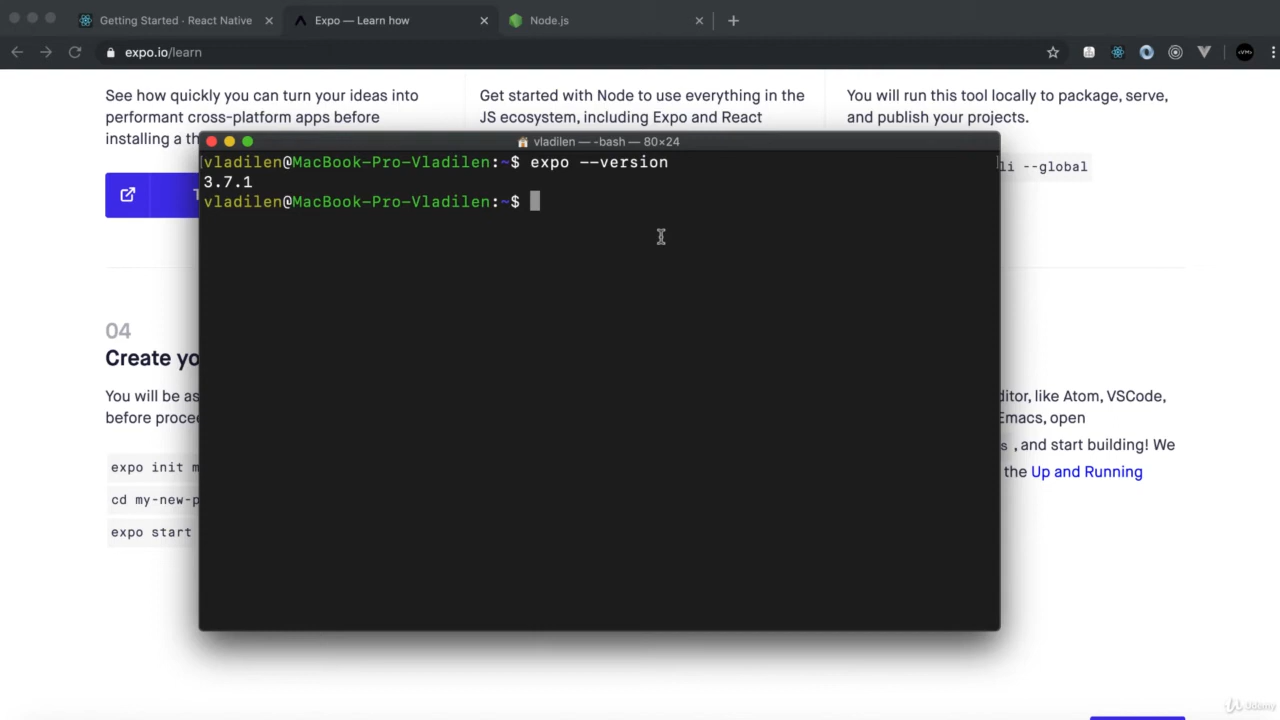 Getting Started · React Native
Expo — Learn how
Node.js
expo.io/learn
See how quickly you can turn your ideas into
performant cross-platform apps before
installing a th
Get started with Node to use everything in the
JS ecosystem, including Expo and React
You will run this tool locally to package, serve,
and publish your projects.
li --global
vladilen — -bash — 80×24
vladilen@MacBook-Pro-Vladilen:~$ expo --version
3.7.1
vladilen@MacBook-Pro-Vladilen:~$
04
Create yo
You will be as
before procee
expo init m
cd my-new-p
expo start
ditor, like Atom, VSCode,
Emacs, open
s , and start building! We
the Up and Running
Udemy